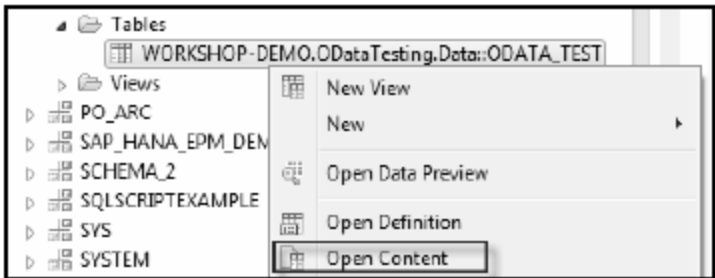 Tables
WORKSHOP-DEMO.ODataTesting.Data::ODATA_TEST
Views
New View
PO_ARC
New
SAP_HANA_EPM_DEM
SCHEMA_2
Open Data Preview
SQLSCRIPTEXAMPLE
SYS
Open Definition
SYSTEM
Open Content